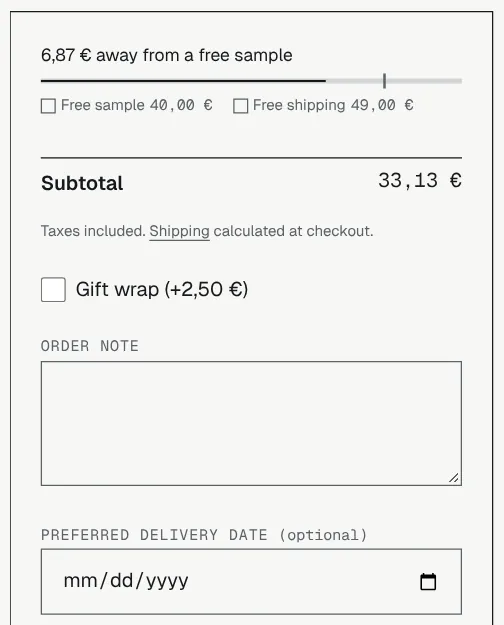 6,87 € away from a free sample
Free sample 40,00 € Free shipping 49,00 €
Subtotal 33,13 €
Taxes included. Shipping calculated at checkout.
Gift wrap (+2,50 €)
ORDER NOTE
PREFERRED DELIVERY DATE (optional)
mm/dd/yyyy